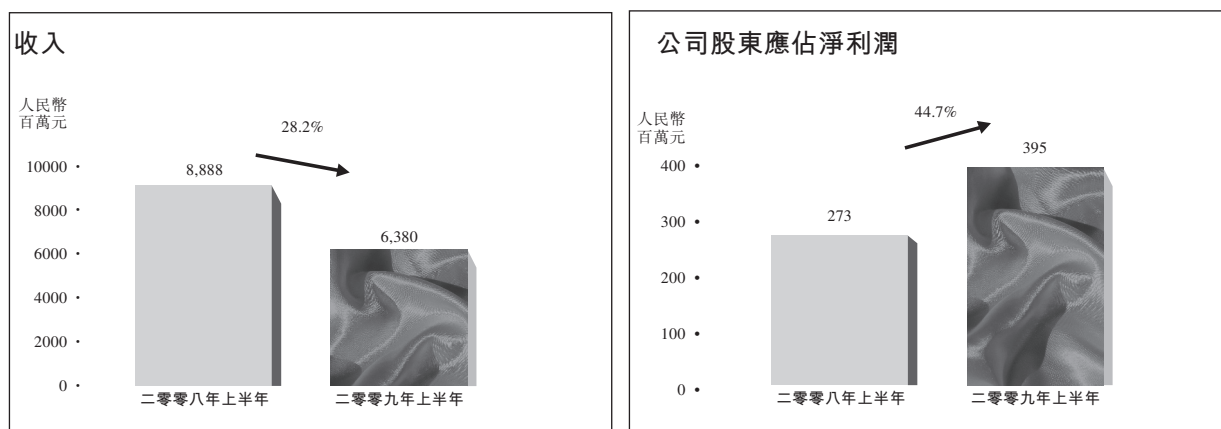 收入
人民幣
百萬元
28.2%
10000
8,888
8000
6,380
6000
4000
2000
0
二零零八年上半年
二零零九年上半年
公司股東應佔淨利潤
人民幣
百萬元
44.7%
395
400
273
300
200
100
0
二零零八年上半年
二零零九年上半年